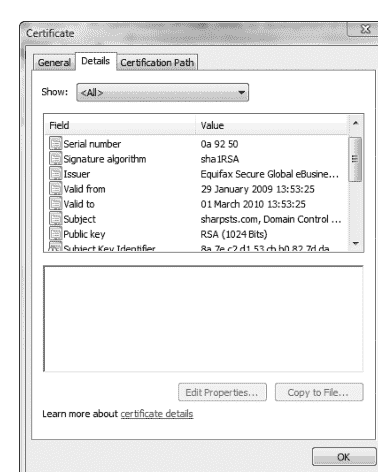 Certificate
General Details Certification Path
Show: <All>
Field Value
Serial number 0a 92 50
Signature algorithm sha1RSA
Issuer Equifax Secure Global eBusine...
Valid from 29 January 2009 13:53:25
Valid to 01 March 2010 13:53:25
Subject sharpsts.com, Domain Control ...
Public key RSA (1024 Bits)
Subject Key Identifier 8a 7e c2 d1 53 cb b0 82 7d da
Edit Properties... Copy to File...
Learn more about certificate details
OK